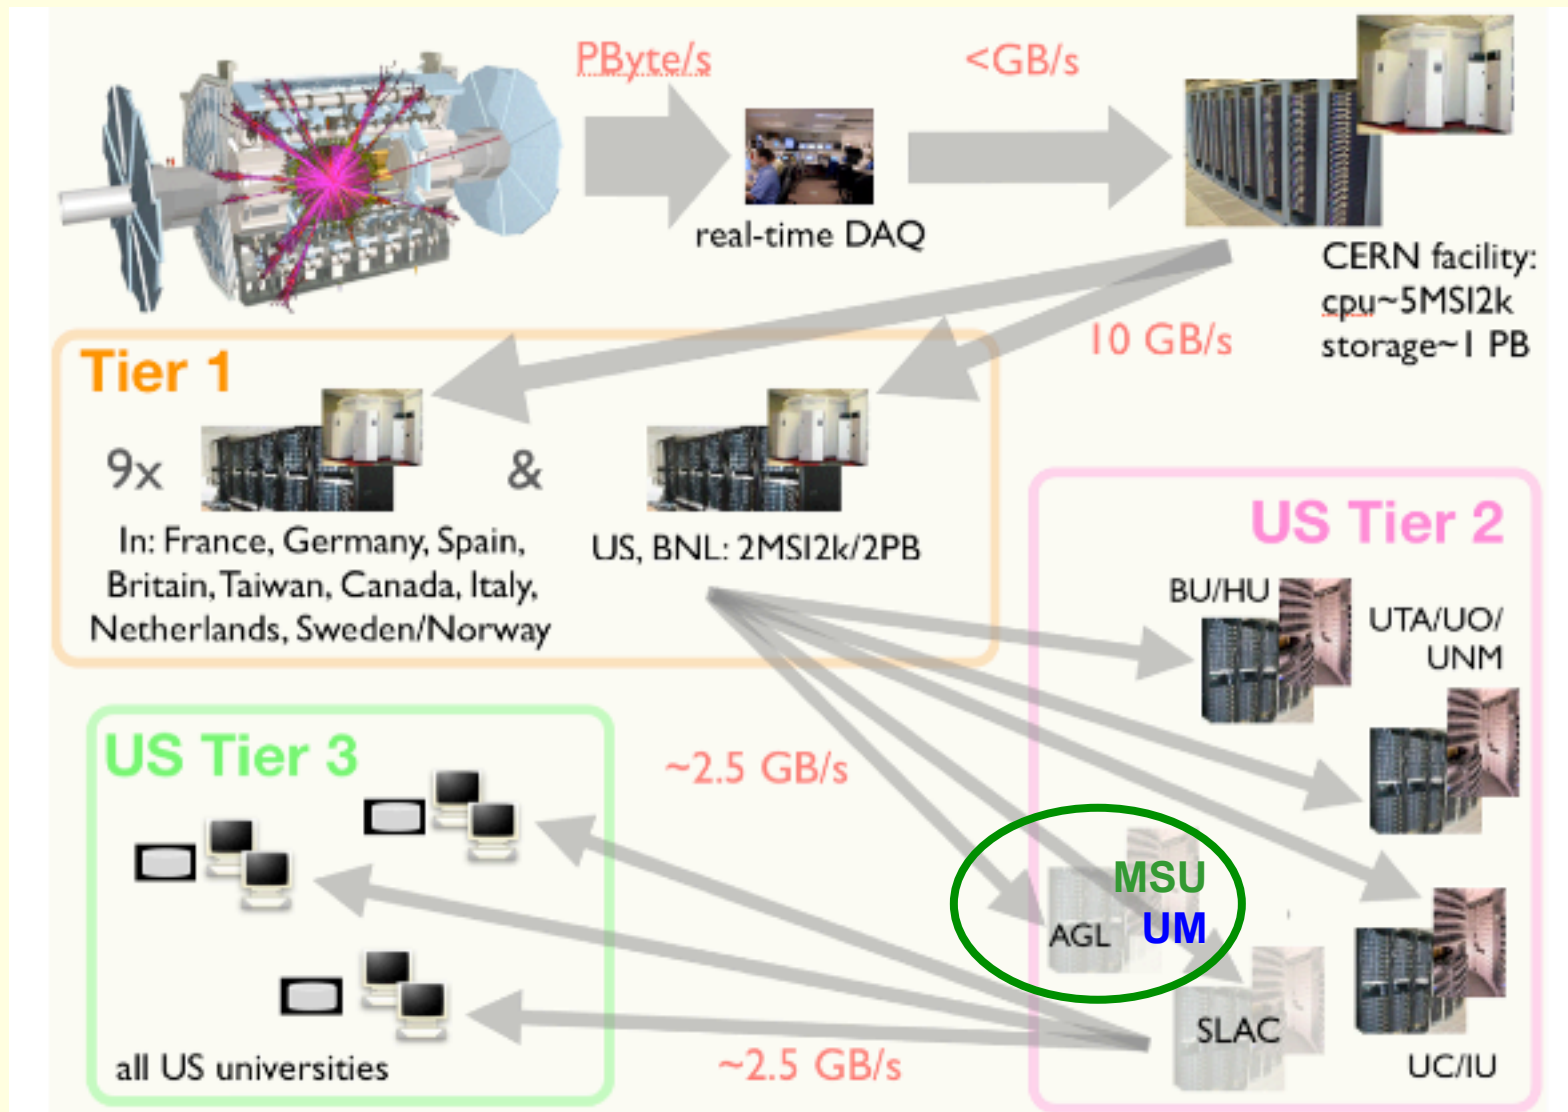 PByte/s
<GB/s
real-time DAQ
CERN facility:
cpu~5MSI2k
storage~1 PB
10 GB/s
Tier 1
9x
&
In: France, Germany, Spain,
Britain, Taiwan, Canada, Italy,
Netherlands, Sweden/Norway
US, BNL: 2MSI2k/2PB
US Tier 2
BU/HU
UTA/UO/
UNM
MSU
UM
AGL
SLAC
UC/IU
~2.5 GB/s
US Tier 3
all US universities
~2.5 GB/s